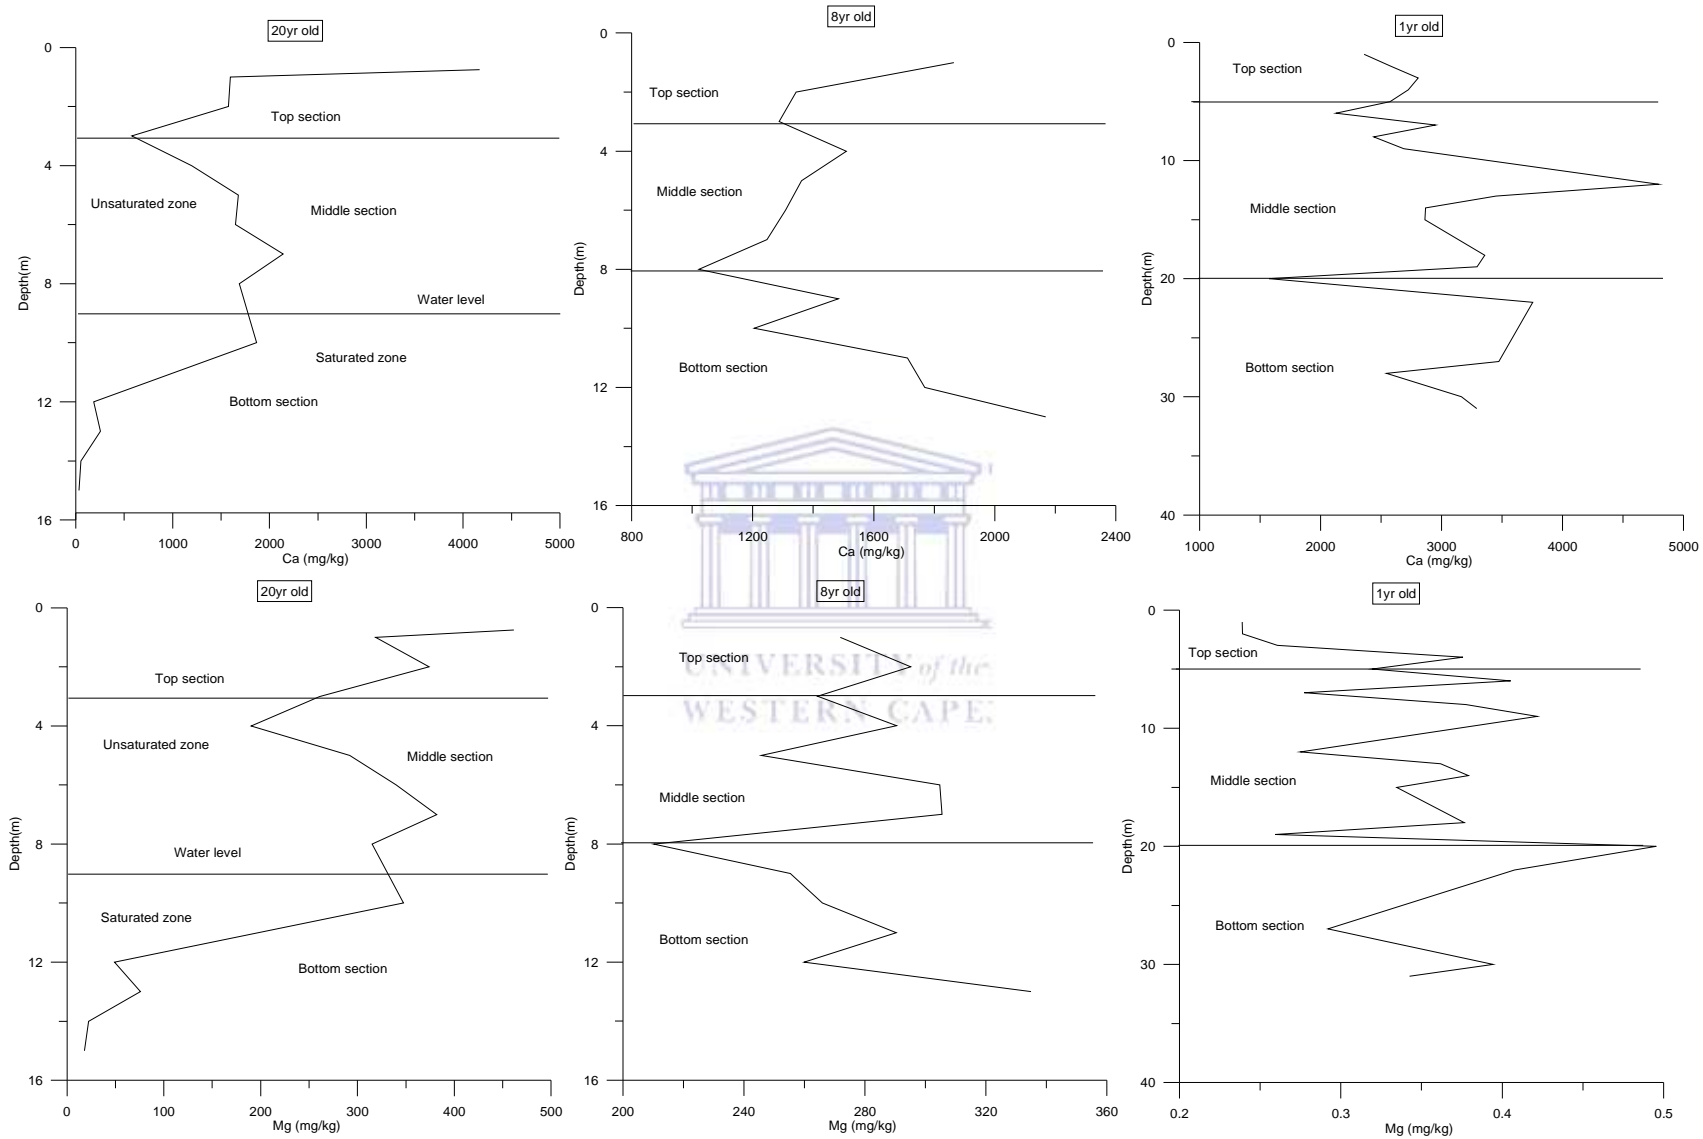 20yr old
0
4
8
12
16
Depth(m)
Top section
Unsaturated zone
Middle section
Water level
Saturated zone
Bottom section
0 1000 2000 3000 4000 5000
Ca (mg/kg)
8yr old
0
4
8
12
16
Depth(m)
Top section
Middle section
Bottom section
800 1200 1600 2000 2400
Ca (mg/kg)
1yr old
0
10
20
30
40
Depth(m)
Top section
Middle section
Bottom section
1000 2000 3000 4000 5000
Ca (mg/kg)
20yr old
0
4
8
12
16
Depth(m)
Top section
Unsaturated zone
Middle section
Water level
Saturated zone
Bottom section
0 100 200 300 400 500
Mg (mg/kg)
8yr old
0
4
8
12
16
Depth(m)
Top section
Middle section
Bottom section
200 240 280 320 360
Mg (mg/kg)
1yr old
0
10
20
30
40
Depth(m)
Top section
Middle section
Bottom section
0.2 0.3 0.4 0.5
Mg (mg/kg)
UNIVERSITY of the
WESTERN CAPE